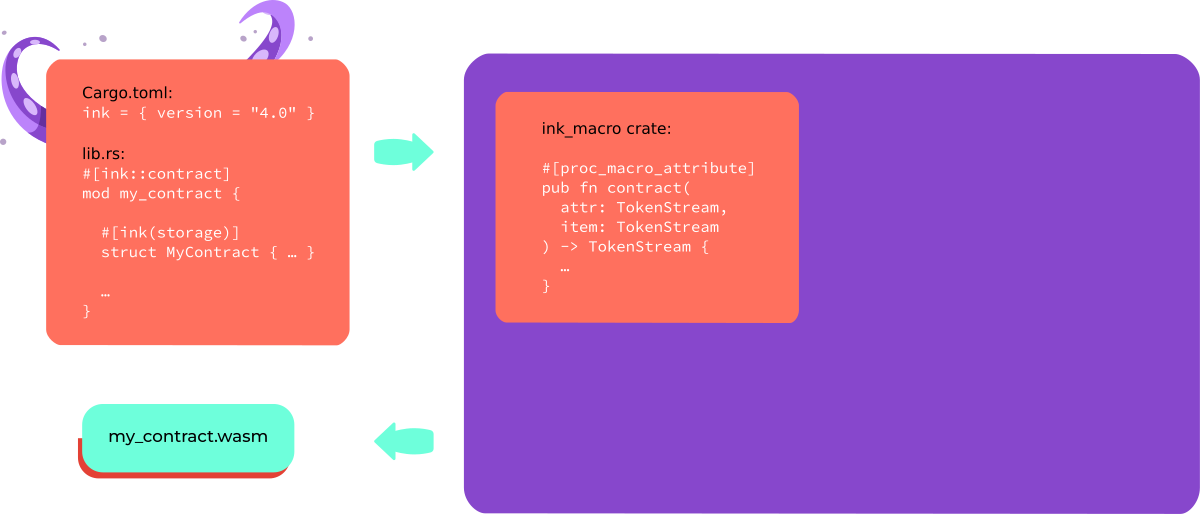 Cargo.toml:
ink = { version = "4.0" }
lib.rs:
#[ink::contract]
mod my_contract {
  #[ink(storage)]
  struct MyContract { … }
  …
}
ink_macro crate:
#[proc_macro_attribute]
pub fn contract(
  attr: TokenStream,
  item: TokenStream
) -> TokenStream {
  …
}
my_contract.wasm